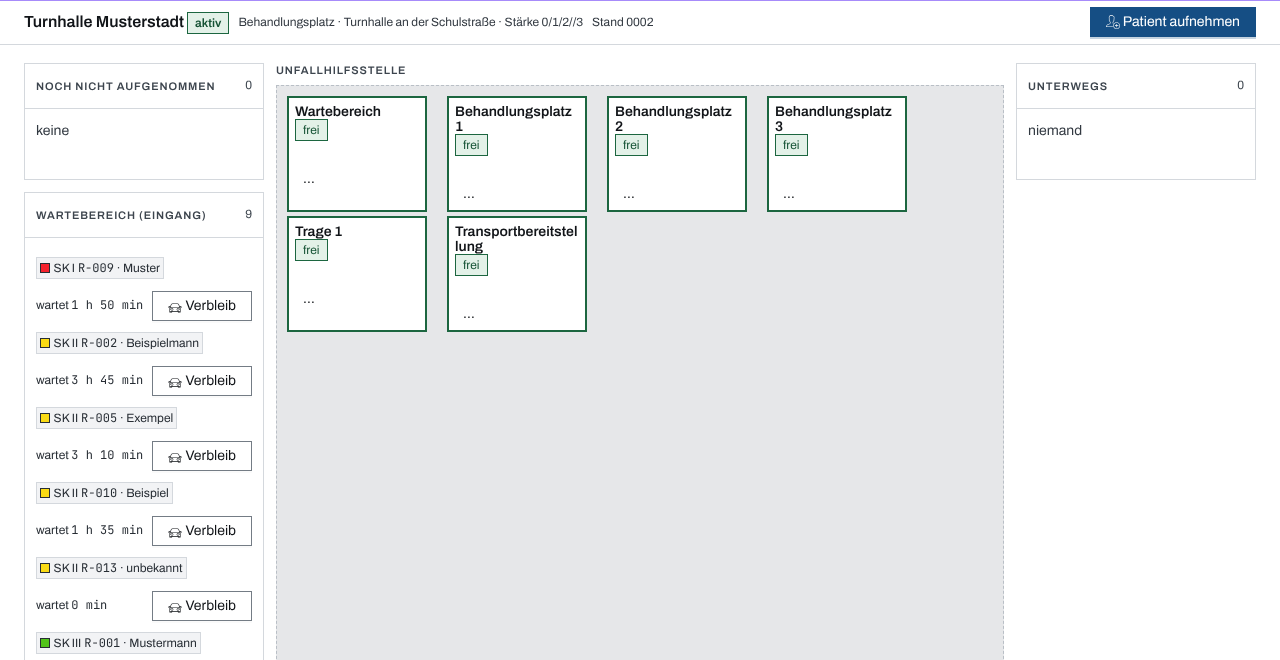 Turnhalle Musterstadt aktiv Behandlungsplatz · Turnhalle an der Schulstraße · Stärke 0/1/2//3 Stand 0002 Patient aufnehmen
NOCH NICHT AUFGENOMMEN 0
keine
WARTEBEREICH (EINGANG) 9
SK I R-009 · Muster
wartet 1 h 50 min Verbleib
SK II R-002 · Beispielmann
wartet 3 h 45 min Verbleib
SK II R-005 · Exempel
wartet 3 h 10 min Verbleib
SK II R-010 · Beispiel
wartet 1 h 35 min Verbleib
SK II R-013 · unbekannt
wartet 0 min Verbleib
SK III R-001 · Mustermann
UNFALLHILFSSTELLE
Wartebereich
frei
...
Behandlungsplatz
1
frei
...
Behandlungsplatz
2
frei
...
Behandlungsplatz
3
frei
...
Trage 1
frei
...
Transportbereitstel
lung
frei
...
UNTERWEGS 0
niemand